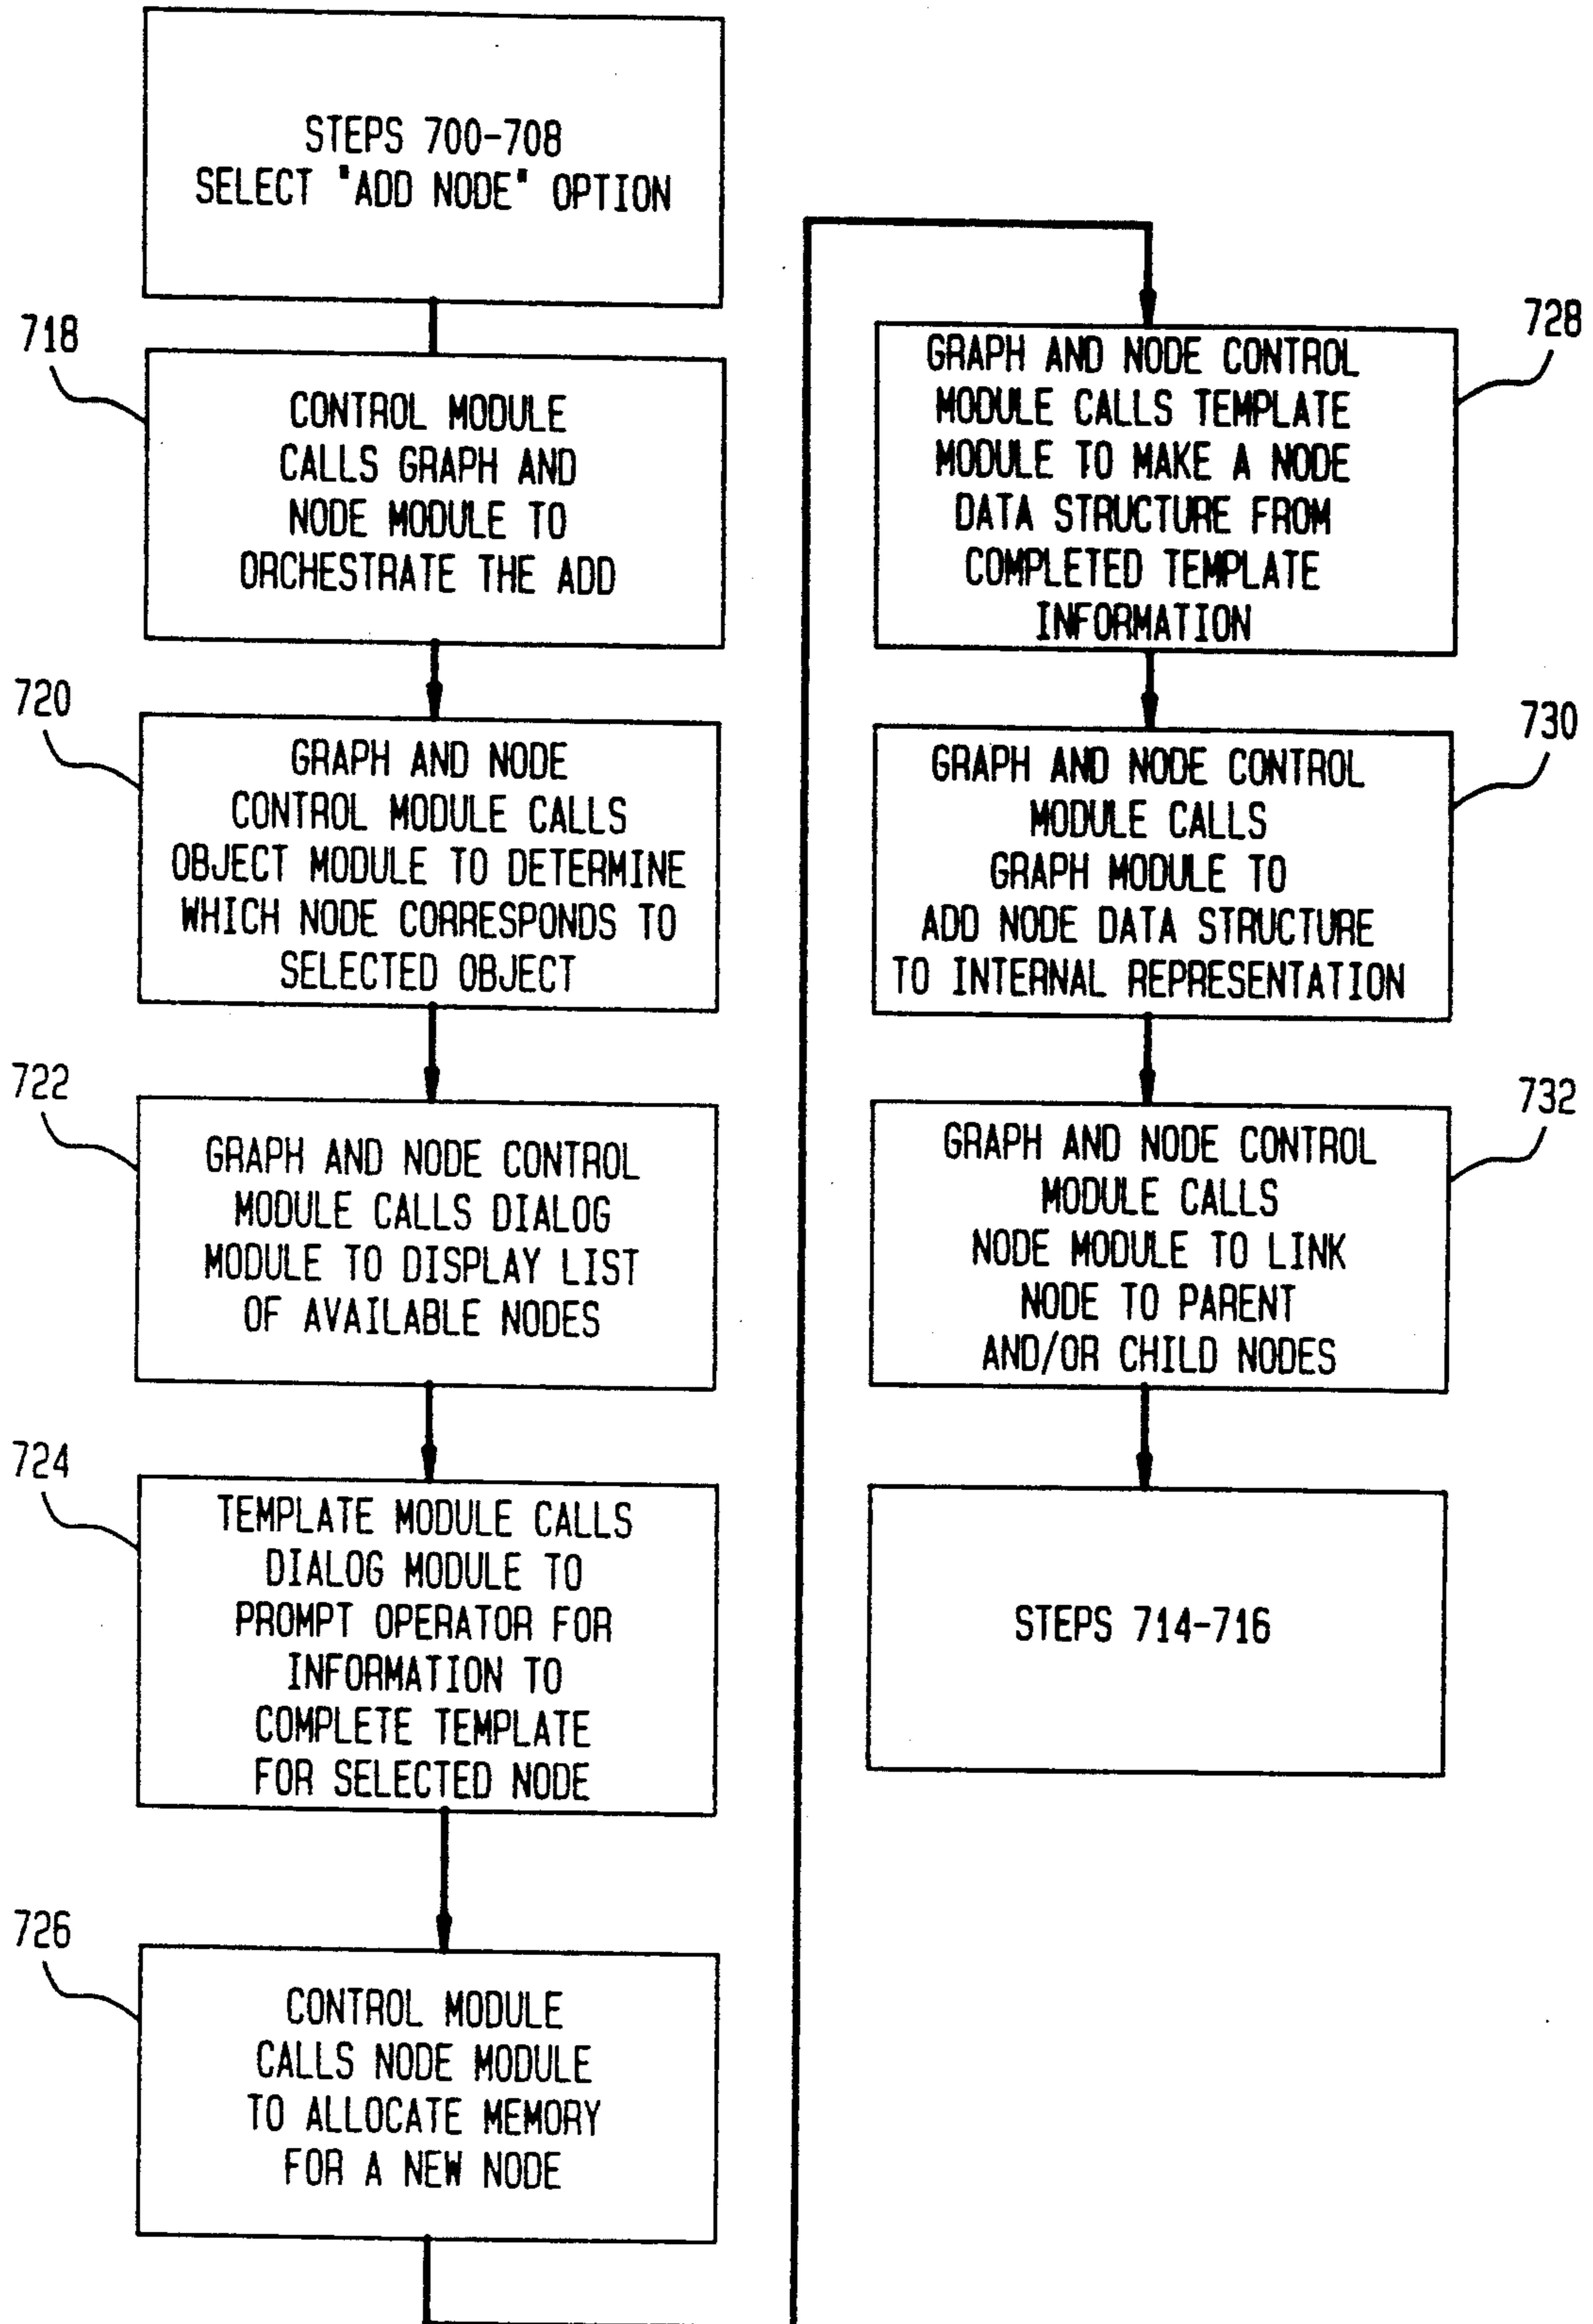 STEPS 700-708
SELECT "ADD NODE" OPTION
718
CONTROL MODULE
CALLS GRAPH AND
NODE MODULE TO
ORCHESTRATE THE ADD
720
GRAPH AND NODE
CONTROL MODULE CALLS
OBJECT MODULE TO DETERMINE
WHICH NODE CORRESPONDS TO
SELECTED OBJECT
722
GRAPH AND NODE CONTROL
MODULE CALLS DIALOG
MODULE TO DISPLAY LIST
OF AVAILABLE NODES
724
TEMPLATE MODULE CALLS
DIALOG MODULE TO
PROMPT OPERATOR FOR
INFORMATION TO
COMPLETE TEMPLATE
FOR SELECTED NODE
726
CONTROL MODULE
CALLS NODE MODULE
TO ALLOCATE MEMORY
FOR A NEW NODE
728
GRAPH AND NODE CONTROL
MODULE CALLS TEMPLATE
MODULE TO MAKE A NODE
DATA STRUCTURE FROM
COMPLETED TEMPLATE
INFORMATION
730
GRAPH AND NODE CONTROL
MODULE CALLS
GRAPH MODULE TO
ADD NODE DATA STRUCTURE
TO INTERNAL REPRESENTATION
732
GRAPH AND NODE CONTROL
MODULE CALLS
NODE MODULE TO LINK
NODE TO PARENT
AND/OR CHILD NODES
STEPS 714-716